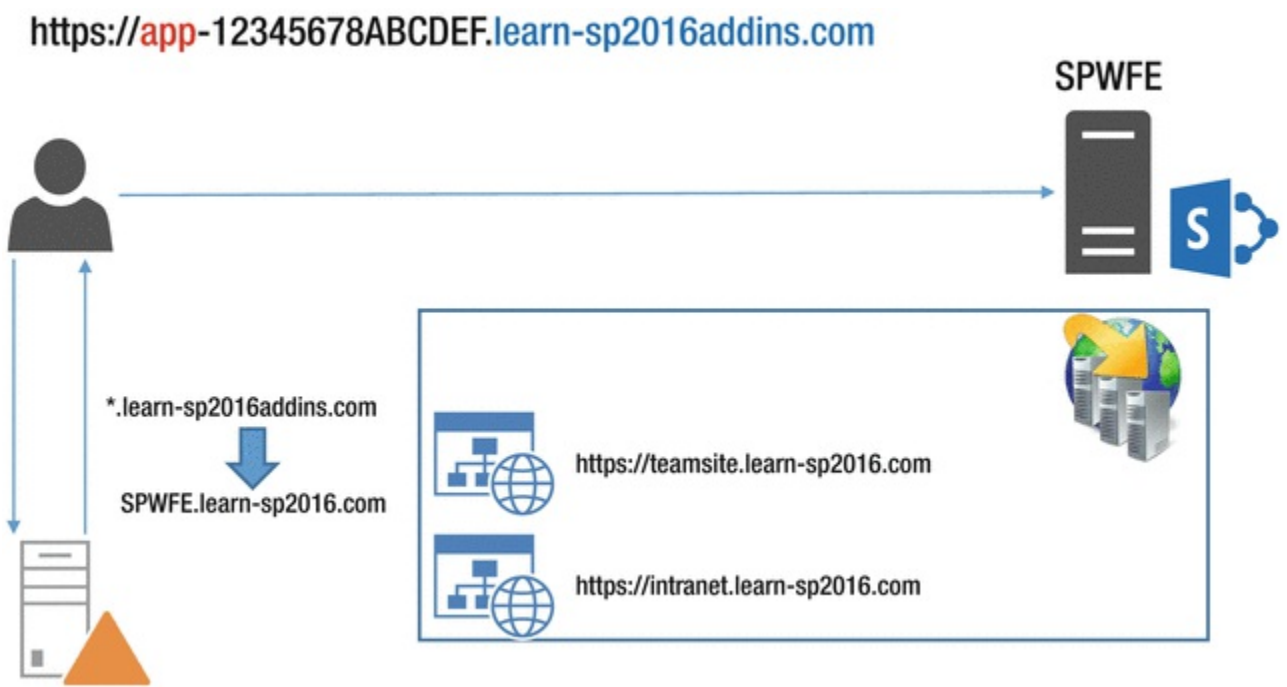 https://app-12345678ABCDEF.learn-sp2016addins.com
SPWFE
S
*.learn-sp2016addins.com
SPWFE.learn-sp2016.com
https://teamsite.learn-sp2016.com
https://intranet.learn-sp2016.com